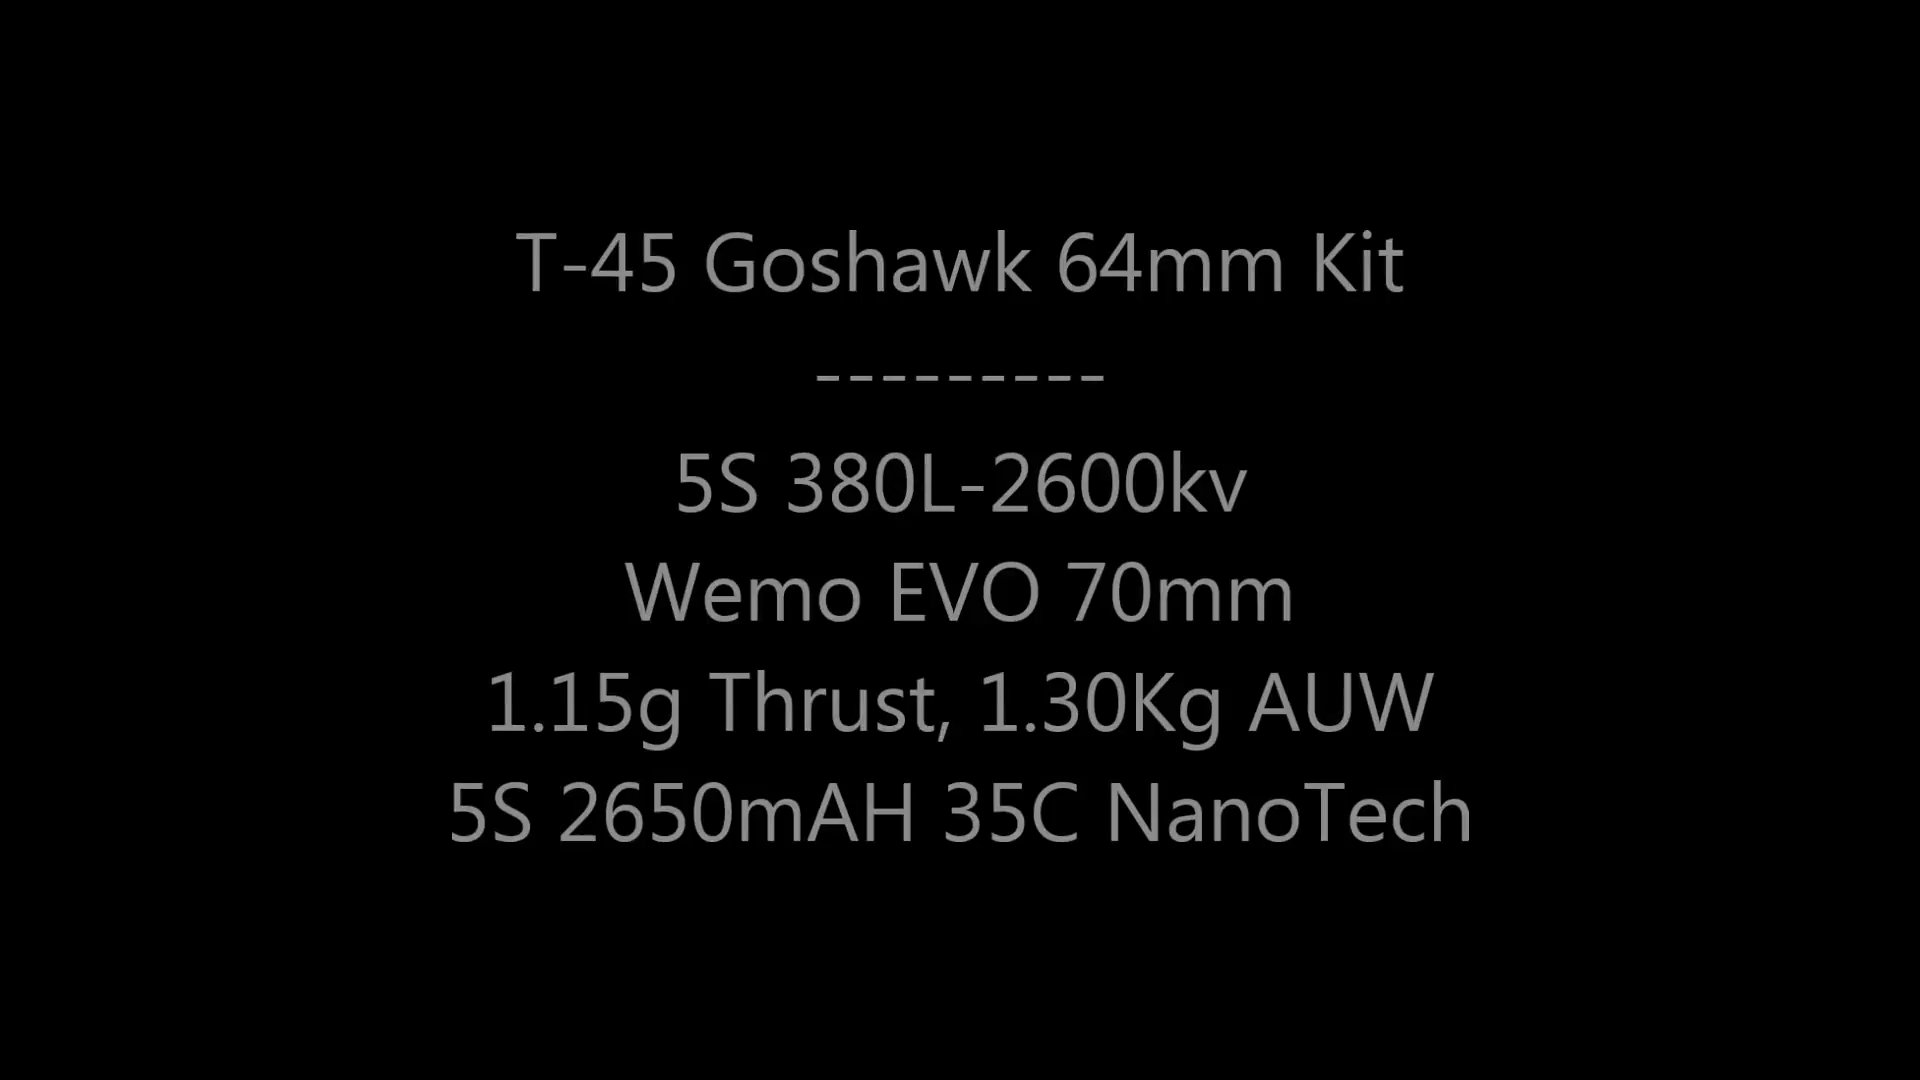 T-45 Goshawk 64mm Kit
---------
5S 380L-2600kv
Wemo EVO 70mm
1.15g Thrust, 1.30Kg AUW
5S 2650mAH 35C NanoTech